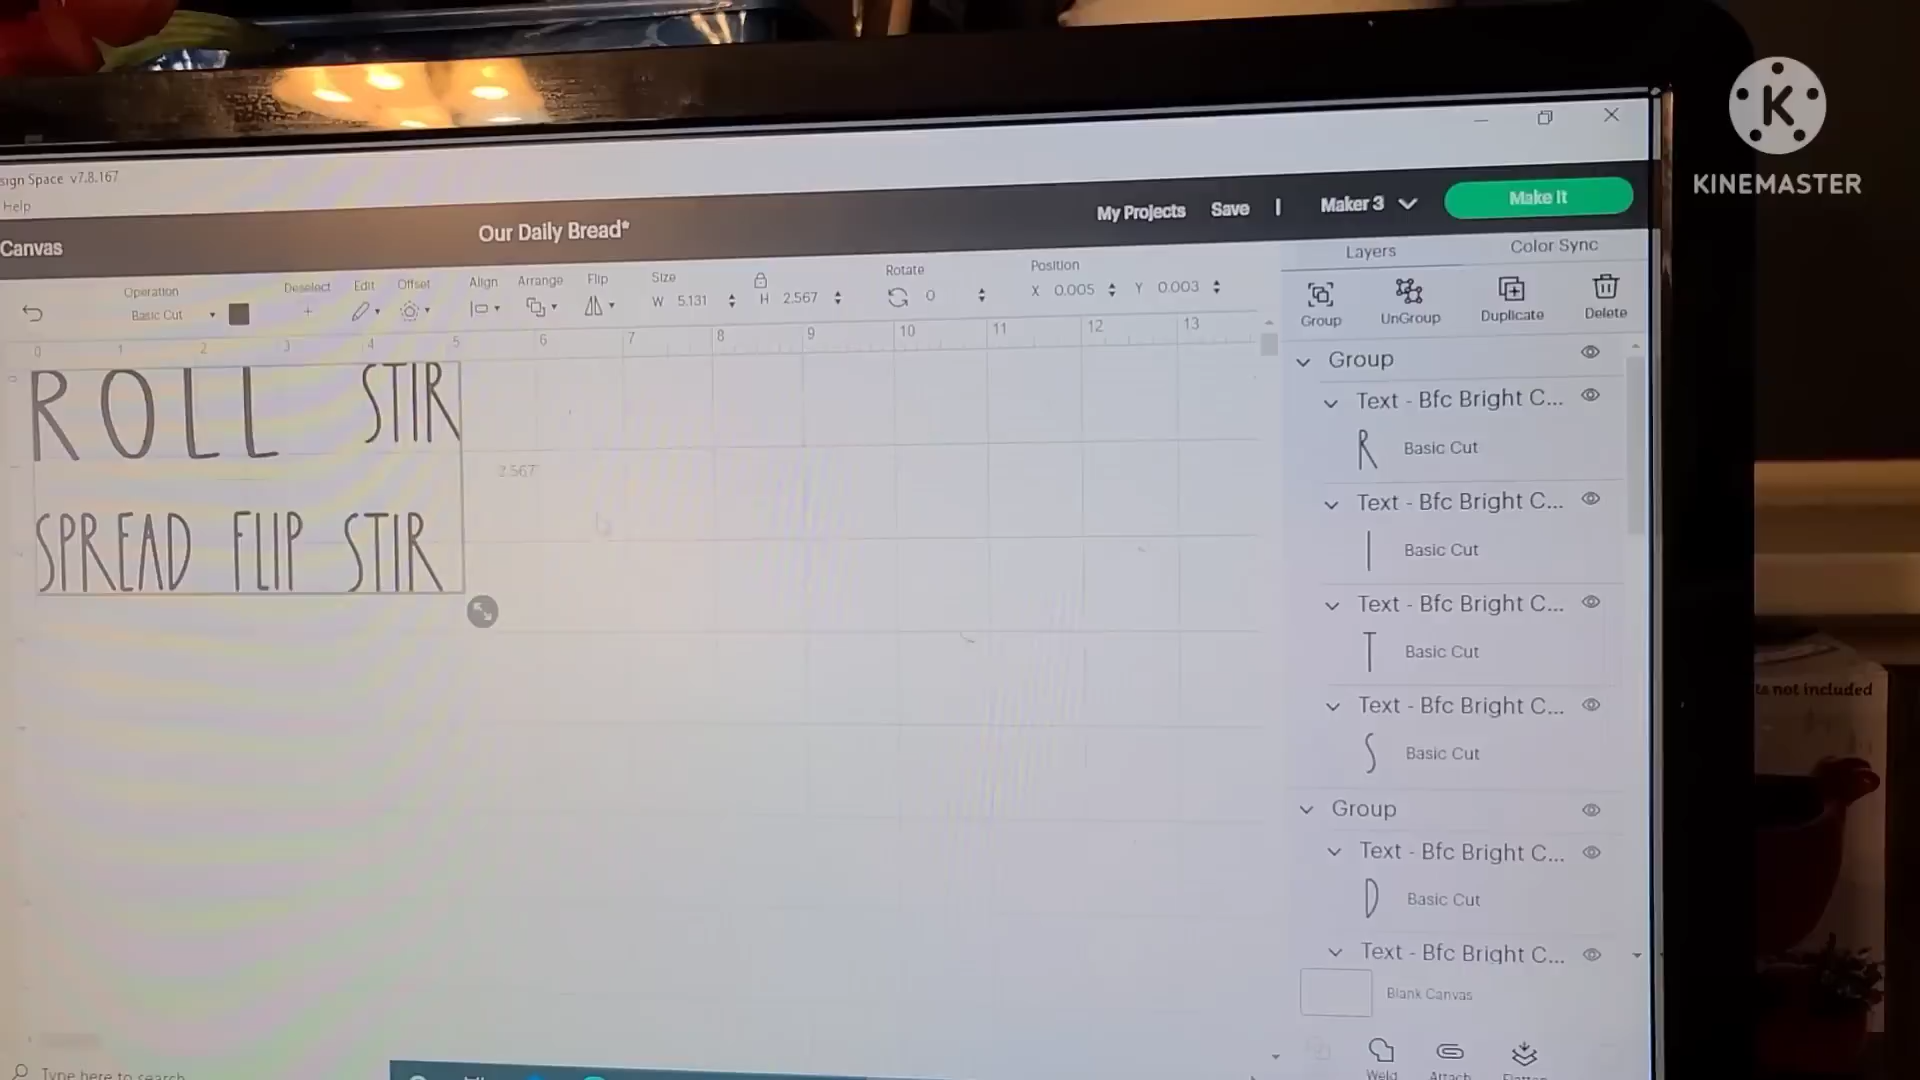 KINEMASTER
sign Space v7.8.167
Help
Canvas
Our Daily Bread*
My Projects Save | Maker 3 Make It
Operation
Basic Cut
Deselect Edit Offset Align Arrange Flip
Size
W 5.131 H 2.567
Rotate
0
Position
X 0.005 Y 0.003
Layers Color Sync
Group UnGroup Duplicate Delete
0 1 2 3 4 5 6 7 8 9 10 11 12 13
0
ROLL STIR
2.567
SPREAD FLIP STIR
Group
Text - Bfc Bright C...
R Basic Cut
Text - Bfc Bright C...
I Basic Cut
Text - Bfc Bright C...
T Basic Cut
Text - Bfc Bright C...
S Basic Cut
Group
Text - Bfc Bright C...
D Basic Cut
Text - Bfc Bright C...
Blank Canvas
Weld Attach Flatten
Type here to search
not included